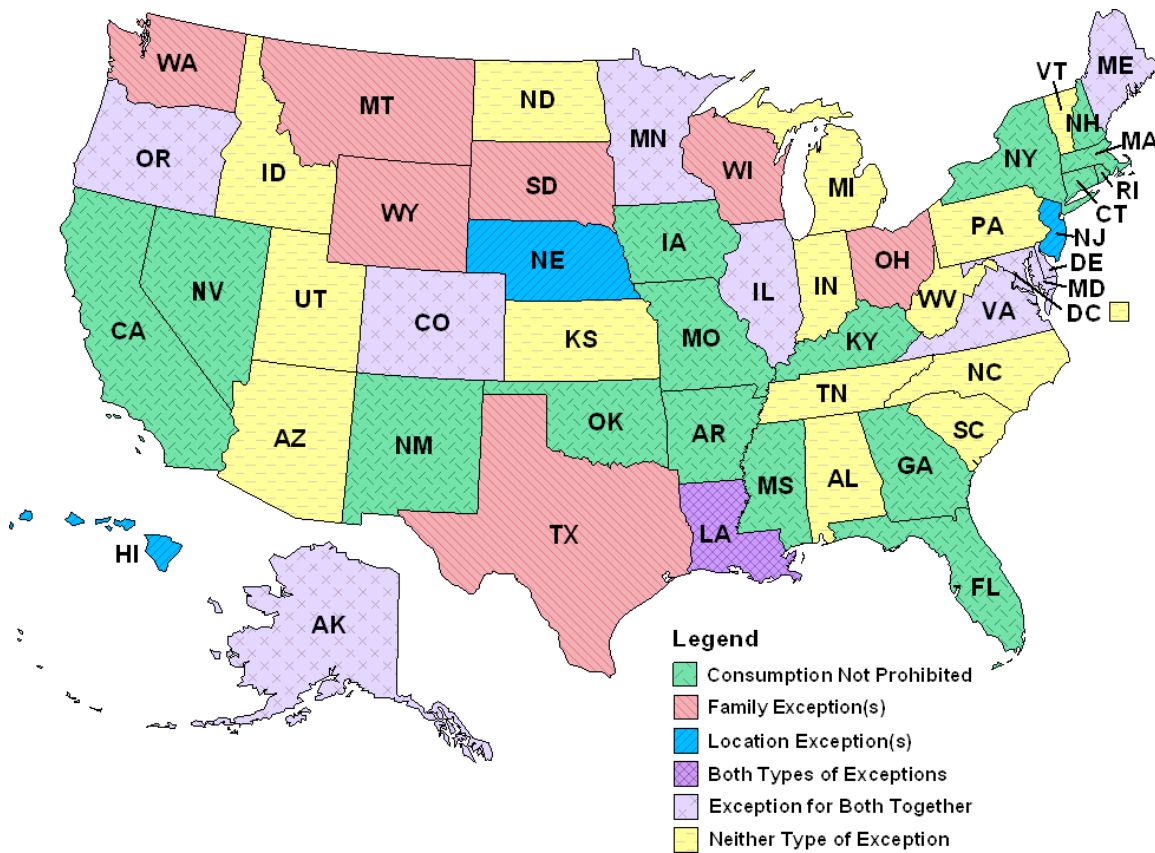 WA
MT
ND
MN
VT
ME
NH
OR
ID
SD
WI
NY
MA
WY
MI
RI
CT
IA
PA
NE
NJ
NV
OH
DE
UT
IL
IN
WV
MD
CO
VA
DC
CA
KS
MO
KY
NC
TN
AZ
NM
OK
AR
SC
MS
AL
GA
TX
LA
HI
FL
AK
Legend
Consumption Not Prohibited
Family Exception(s)
Location Exception(s)
Both Types of Exceptions
Exception for Both Together
Neither Type of Exception